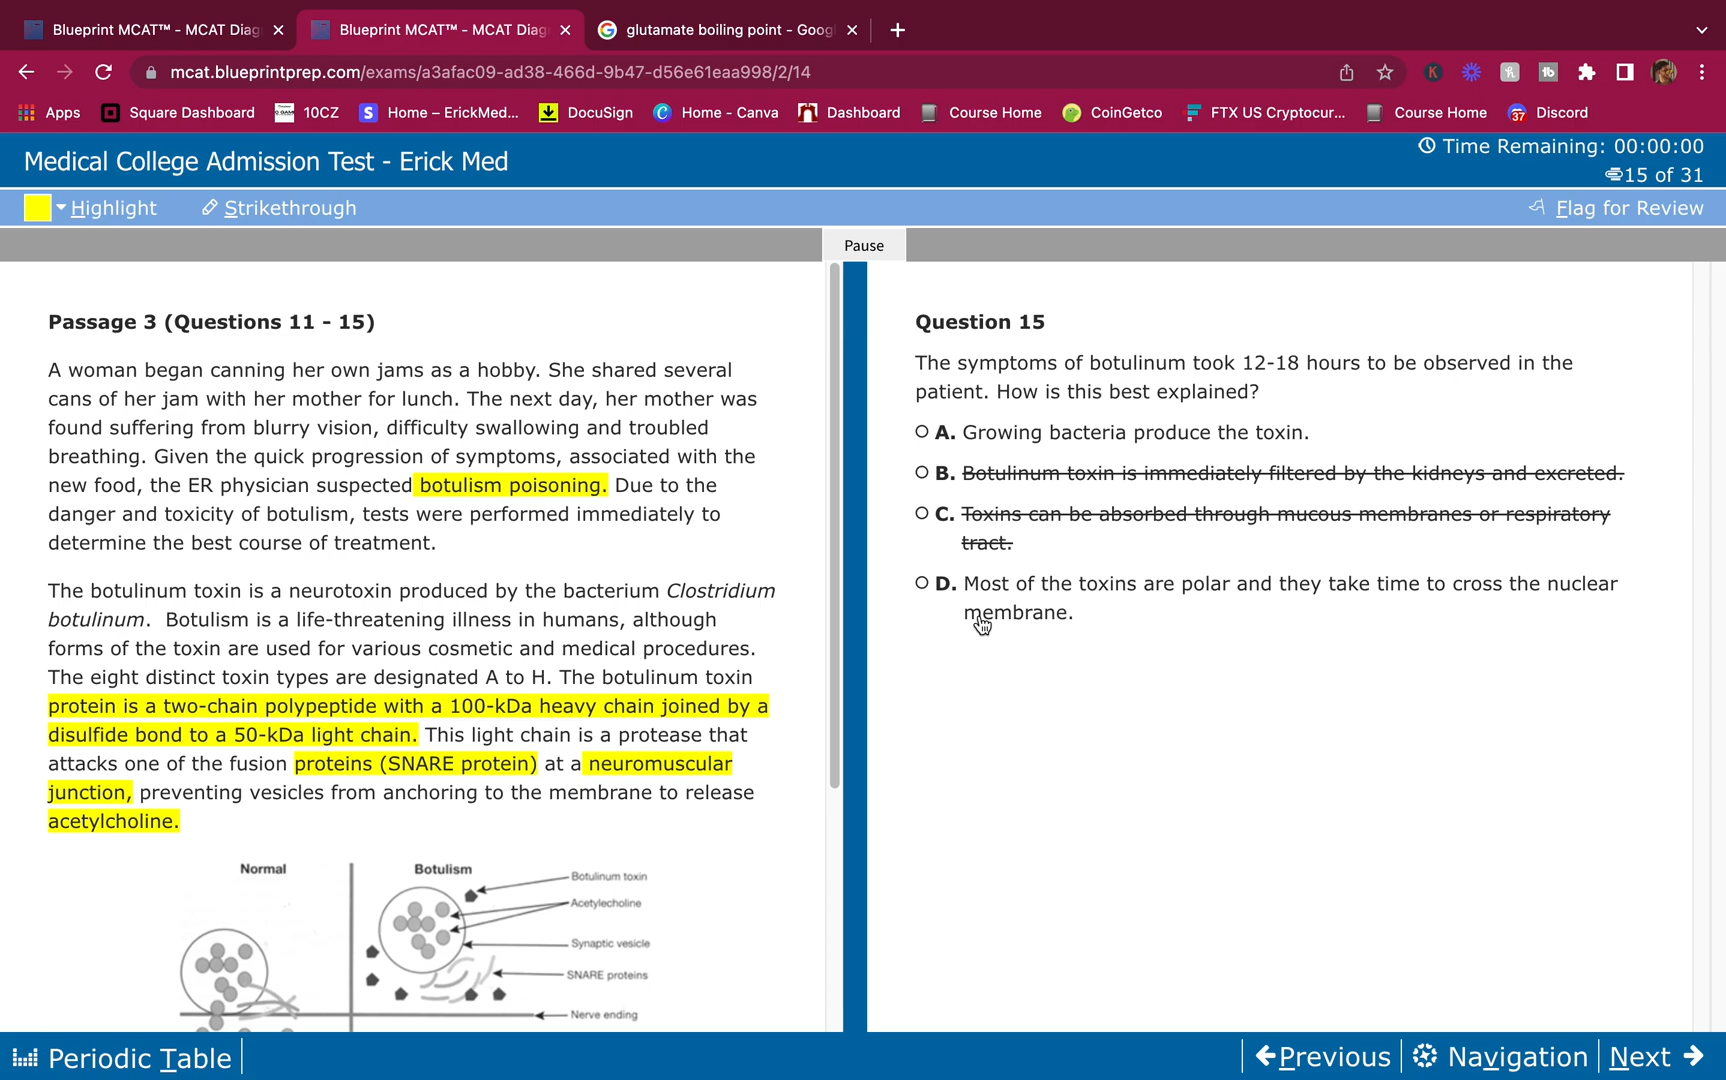 Blueprint MCAT™ - MCAT Diag
Blueprint MCAT™ - MCAT Diag
glutamate boiling point - Goog
mcat.blueprintprep.com/exams/a3afac09-ad38-466d-9b47-d56e61eaa998/2/14
Apps
Square Dashboard
10CZ
Home – ErickMed...
DocuSign
Home - Canva
Dashboard
Course Home
CoinGetco
FTX US Cryptocur...
Course Home
37
Discord
Medical College Admission Test - Erick Med
Time Remaining: 00:00:00
15 of 31
Highlight
Strikethrough
Flag for Review
Pause
Passage 3 (Questions 11 - 15)
A woman began canning her own jams as a hobby. She shared several
cans of her jam with her mother for lunch. The next day, her mother was
found suffering from blurry vision, difficulty swallowing and troubled
breathing. Given the quick progression of symptoms, associated with the
new food, the ER physician suspected botulism poisoning. Due to the
danger and toxicity of botulism, tests were performed immediately to
determine the best course of treatment.
The botulinum toxin is a neurotoxin produced by the bacterium Clostridium
botulinum. Botulism is a life-threatening illness in humans, although
forms of the toxin are used for various cosmetic and medical procedures.
The eight distinct toxin types are designated A to H. The botulinum toxin
protein is a two-chain polypeptide with a 100-kDa heavy chain joined by a
disulfide bond to a 50-kDa light chain. This light chain is a protease that
attacks one of the fusion proteins (SNARE protein) at a neuromuscular
junction, preventing vesicles from anchoring to the membrane to release
acetylcholine.
Normal
Botulism
Botulinum toxin
Acetylecholine
Synaptic vesicle
SNARE proteins
Nerve ending
Question 15
The symptoms of botulinum took 12-18 hours to be observed in the
patient. How is this best explained?
A. Growing bacteria produce the toxin.
B. Botulinum toxin is immediately filtered by the kidneys and excreted.
C. Toxins can be absorbed through mucous membranes or respiratory
tract.
D. Most of the toxins are polar and they take time to cross the nuclear
membrane.
Periodic Table
Previous
Navigation
Next